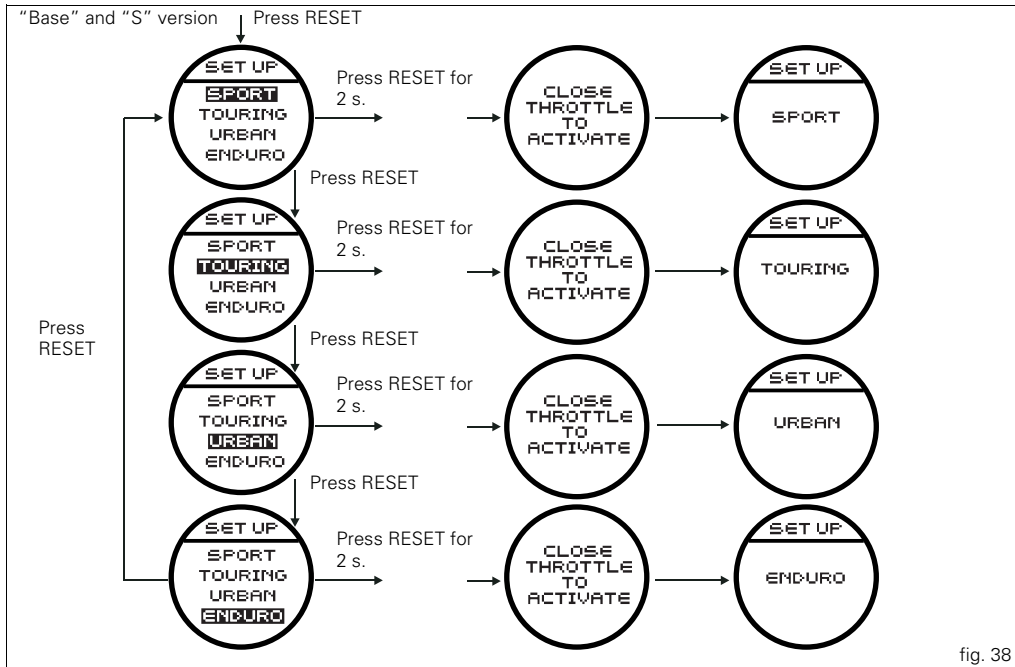 "Base" and "S" version
Press RESET
SET UP
SPORT
TOURING
URBAN
ENDURO
Press RESET for
2 s.
CLOSE
THROTTLE
TO
ACTIVATE
SET UP
SPORT
Press RESET
SET UP
SPORT
TOURING
URBAN
ENDURO
Press RESET for
2 s.
CLOSE
THROTTLE
TO
ACTIVATE
SET UP
TOURING
Press
RESET
Press RESET
SET UP
SPORT
TOURING
URBAN
ENDURO
Press RESET for
2 s.
CLOSE
THROTTLE
TO
ACTIVATE
SET UP
URBAN
Press RESET
SET UP
SPORT
TOURING
URBAN
ENDURO
Press RESET for
2 s.
CLOSE
THROTTLE
TO
ACTIVATE
SET UP
ENDURO
fig. 38